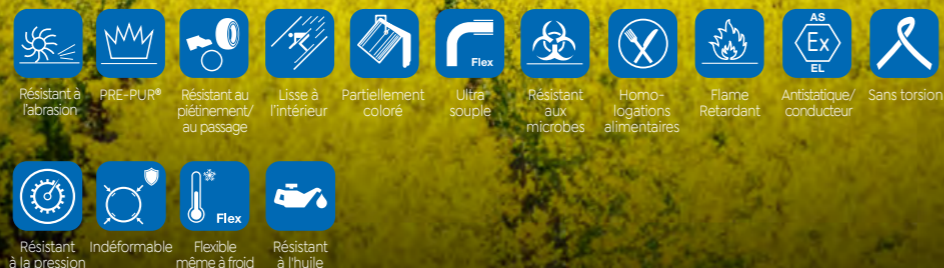 Flex
AS
Ex
EL
Résistant à
l'abrasion
PRE-PUR®
Résistant au
piétinement/
au passage
Lisse à
l'intérieur
Partiellement
coloré
Ultra
souple
Résistant
aux
microbes
Homo-
logations
alimentaires
Flame
Retardant
Antistatique/
conducteur
Sans torsion
Flex
Résistant
à la pression
Indéformable
Flexible
même à froid
Résistant
à l'huile